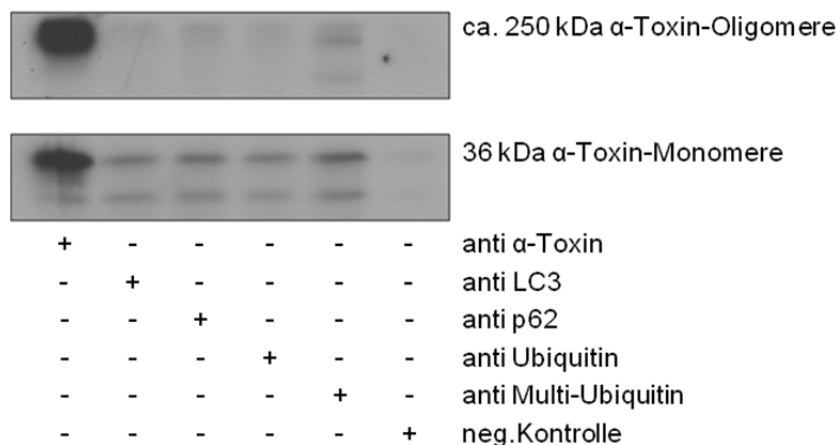 ca. 250 kDa α-Toxin-Oligomere
36 kDa α-Toxin-Monomere
+ - - - - - anti α-Toxin
- + - - - - anti LC3
- - + - - - anti p62
- - - + - - anti Ubiquitin
- - - - + - anti Multi-Ubiquitin
- - - - - + neg.Kontrolle